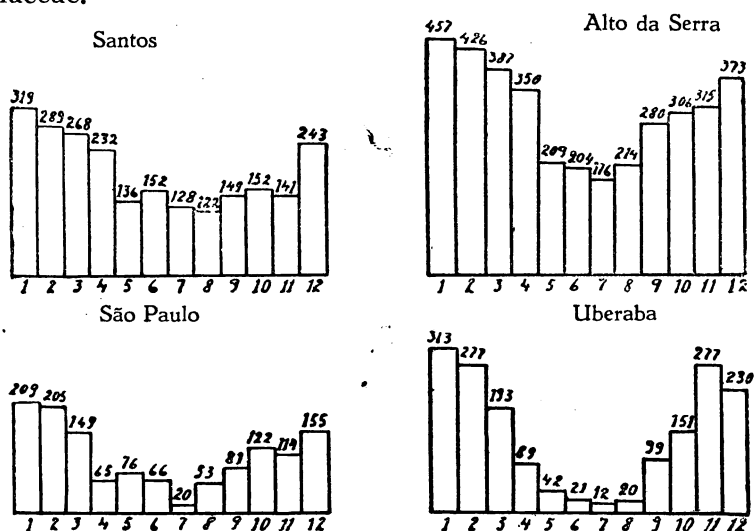 Santos
319 289 268 232 136 152 128 122 149 152 141 243
1 2 3 4 5 6 7 8 9 10 11 12
Alto da Serra
457 426 387 350 209 204 176 214 280 306 315 373
1 2 3 4 5 6 7 8 9 10 11 12
São Paulo
209 205 149 65 76 66 20 53 81 122 114 155
1 2 3 4 5 6 7 8 9 10 11 12
Uberaba
313 277 193 89 42 21 12 20 99 151 277 230
1 2 3 4 5 6 7 8 9 10 11 12